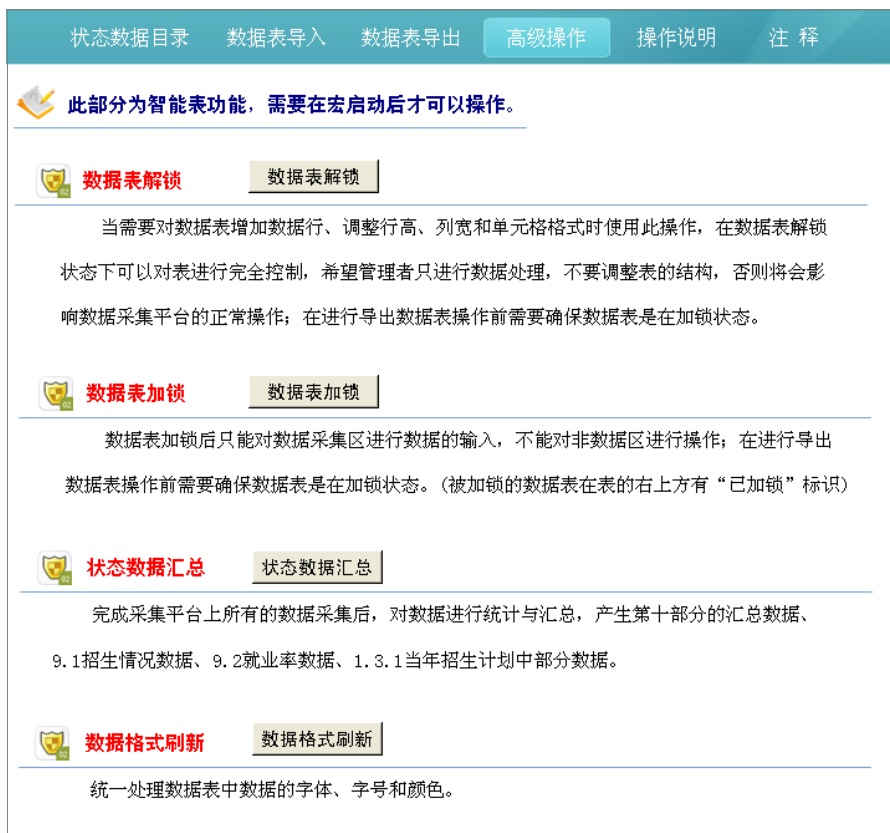 状态数据目录 数据表导入 数据表导出 高级操作 操作说明 注 释
此部分为智能表功能，需要在宏启动后才可以操作。
数据表解锁 数据表解锁
当需要对数据表增加数据行、调整行高、列宽和单元格格式时使用此操作，在数据表解锁
状态下可以对表进行完全控制，希望管理者只进行数据处理，不要调整表的结构，否则将会影
响数据采集平台的正常操作；在进行导出数据表操作前需要确保数据表是在加锁状态。
02
数据表加锁 数据表加锁
数据表加锁后只能对数据采集区进行数据的输入，不能对非数据区进行操作；在进行导出
数据表操作前需要确保数据表是在加锁状态。(被加锁的数据表在表的右上方有“已加锁”标识)
02
状态数据汇总 状态数据汇总
02
完成采集平台上所有的数据采集后，对数据进行统计与汇总，产生第十部分的汇总数据、
9.1招生情况数据、9.2就业率数据、1.3.1当年招生计划中部分数据。
数据格式刷新 数据格式刷新
02
统一处理数据表中数据的字体、字号和颜色。